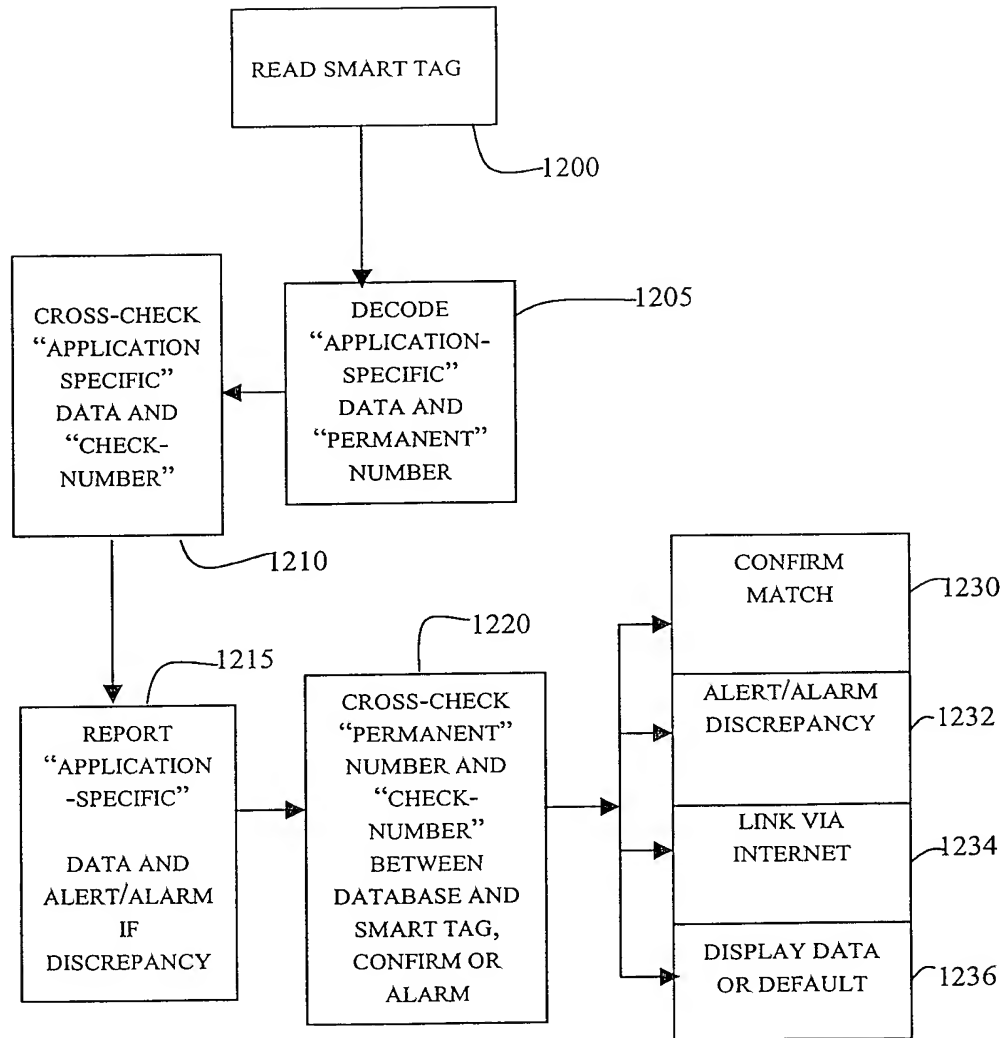 READ SMART TAG
1200
DECODE
“APPLICATION-
SPECIFIC”
DATA AND
“PERMANENT”
NUMBER
1205
CROSS-CHECK
“APPLICATION
SPECIFIC”
DATA AND
“CHECK-
NUMBER”
1210
REPORT
“APPLICATION
-SPECIFIC”
DATA AND
ALERT/ALARM
IF
DISCREPANCY
1215
CROSS-CHECK
“PERMANENT”
NUMBER AND
“CHECK-
NUMBER”
BETWEEN
DATABASE AND
SMART TAG,
CONFIRM OR
ALARM
1220
CONFIRM
MATCH
1230
ALERT/ALARM
DISCREPANCY
1232
LINK VIA
INTERNET
1234
DISPLAY DATA
OR DEFAULT
1236